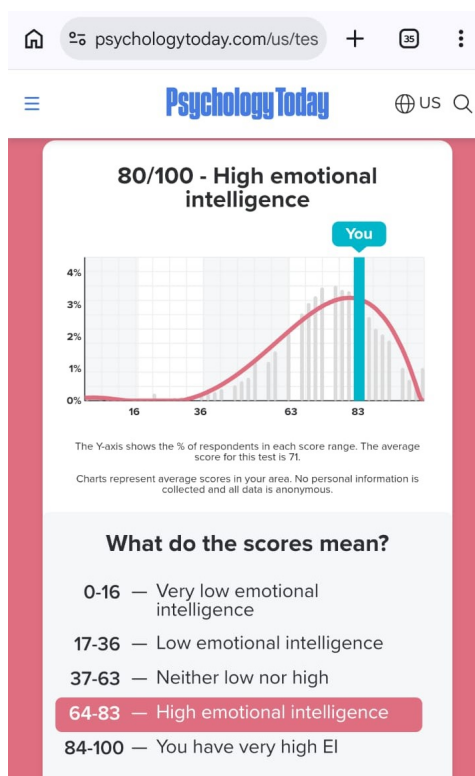 psychologytoday.com/us/tes
35
Psychology Today
US
80/100 - High emotional
intelligence
You
4%
3%
2%
1%
0%
16 36 63 83
The Y-axis shows the % of respondents in each score range. The average
score for this test is 71.
Charts represent average scores in your area. No personal information is
collected and all data is anonymous.
What do the scores mean?
0-16 — Very low emotional
intelligence
17-36 — Low emotional intelligence
37-63 — Neither low nor high
64-83 — High emotional intelligence
84-100 — You have very high EI